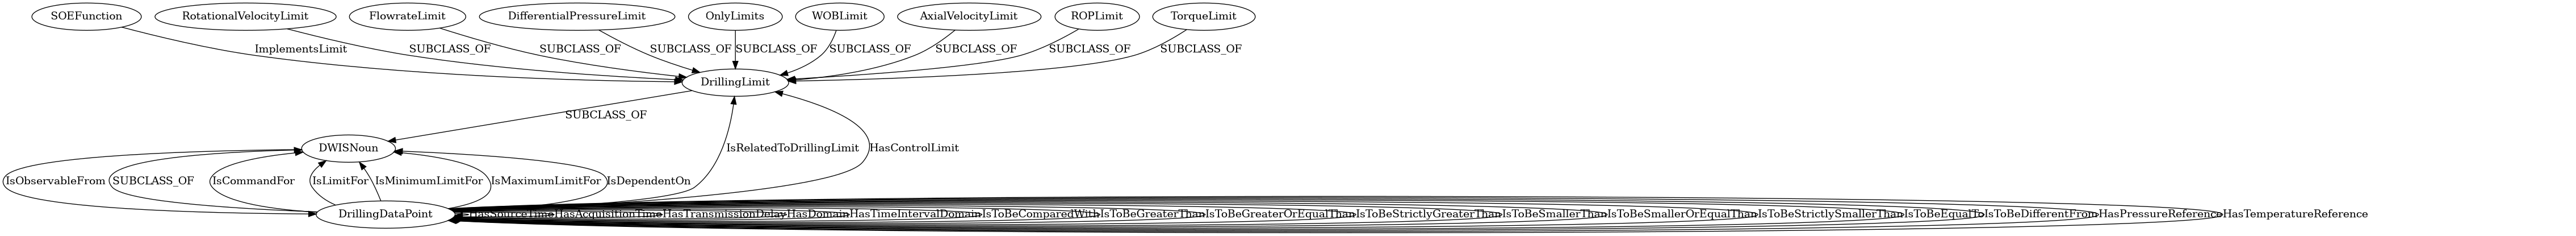 SOEFunction
RotationalVelocityLimit
FlowrateLimit
DifferentialPressureLimit
OnlyLimits
WOBLimit
AxialVelocityLimit
ROPLimit
TorqueLimit
ImplementsLimit
SUBCLASS_OF
SUBCLASS_OF
SUBCLASS_OF
SUBCLASS_OF
SUBCLASS_OF
SUBCLASS_OF
SUBCLASS_OF
SUBCLASS_OF
DrillingLimit
SUBCLASS_OF
DWISNoun
IsRelatedToDrillingLimit
HasControlLimit
IsObservableFrom
SUBCLASS_OF
IsCommandFor
IsLimitFor
IsMinimumLimitFor
IsMaximumLimitFor
IsDependentOn
DrillingDataPoint
HasSourceTime
HasAcquisitionTime
HasTransmissionDelay
HasDomain
HasTimeIntervalDomain
IsToBeComparedWith
IsToBeGreaterThan
IsToBeGreaterOrEqualThan
IsToBeStrictlyGreaterThan
IsToBeSmallerThan
IsToBeSmallerOrEqualThan
IsToBeStrictlySmallerThan
IsToBeEqualTo
IsToBeDifferentFrom
HasPressureReference
HasTemperatureReference